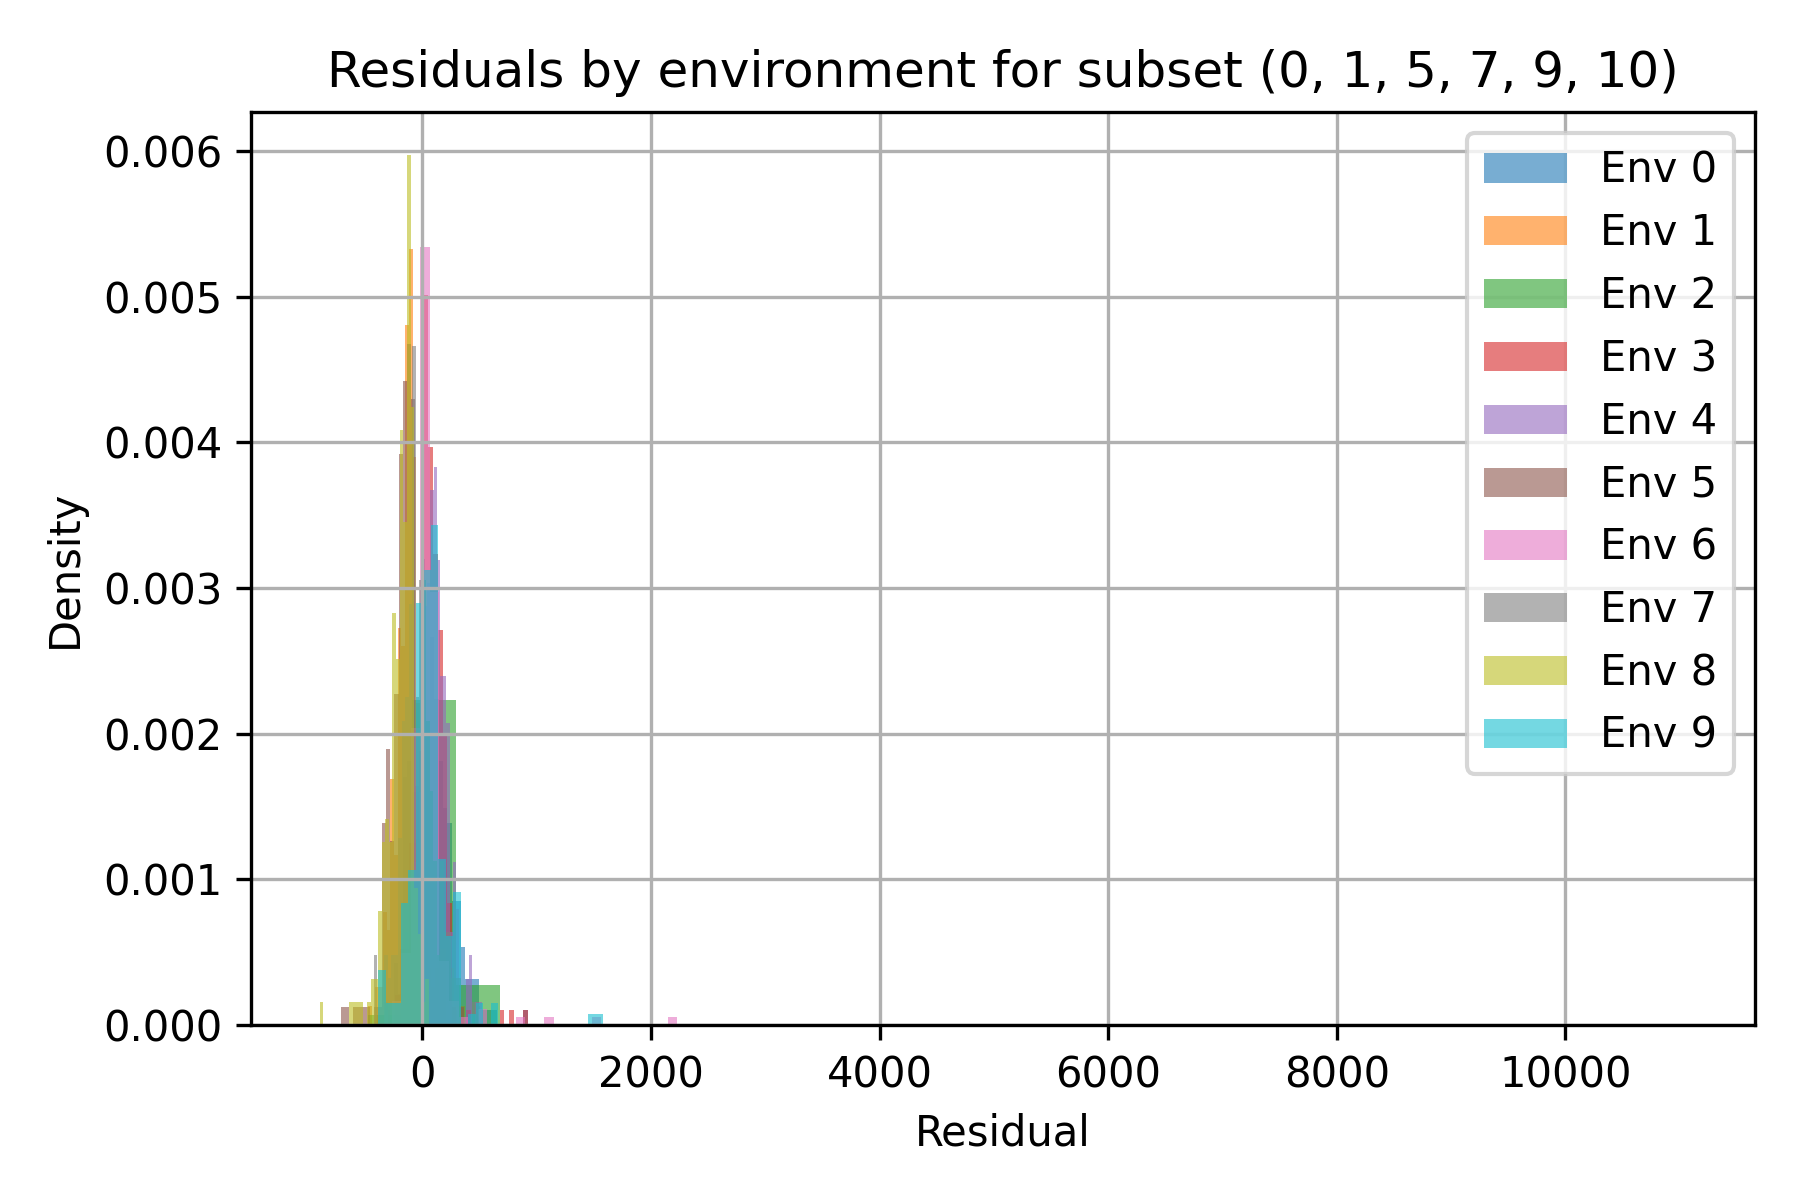 Residuals by environment for subset (0, 1, 5, 7, 9, 10)
0.006
0.005
0.004
0.003
0.002
0.001
0.000
Density
0
2000
4000
6000
8000
10000
Residual
Env 0
Env 1
Env 2
Env 3
Env 4
Env 5
Env 6
Env 7
Env 8
Env 9